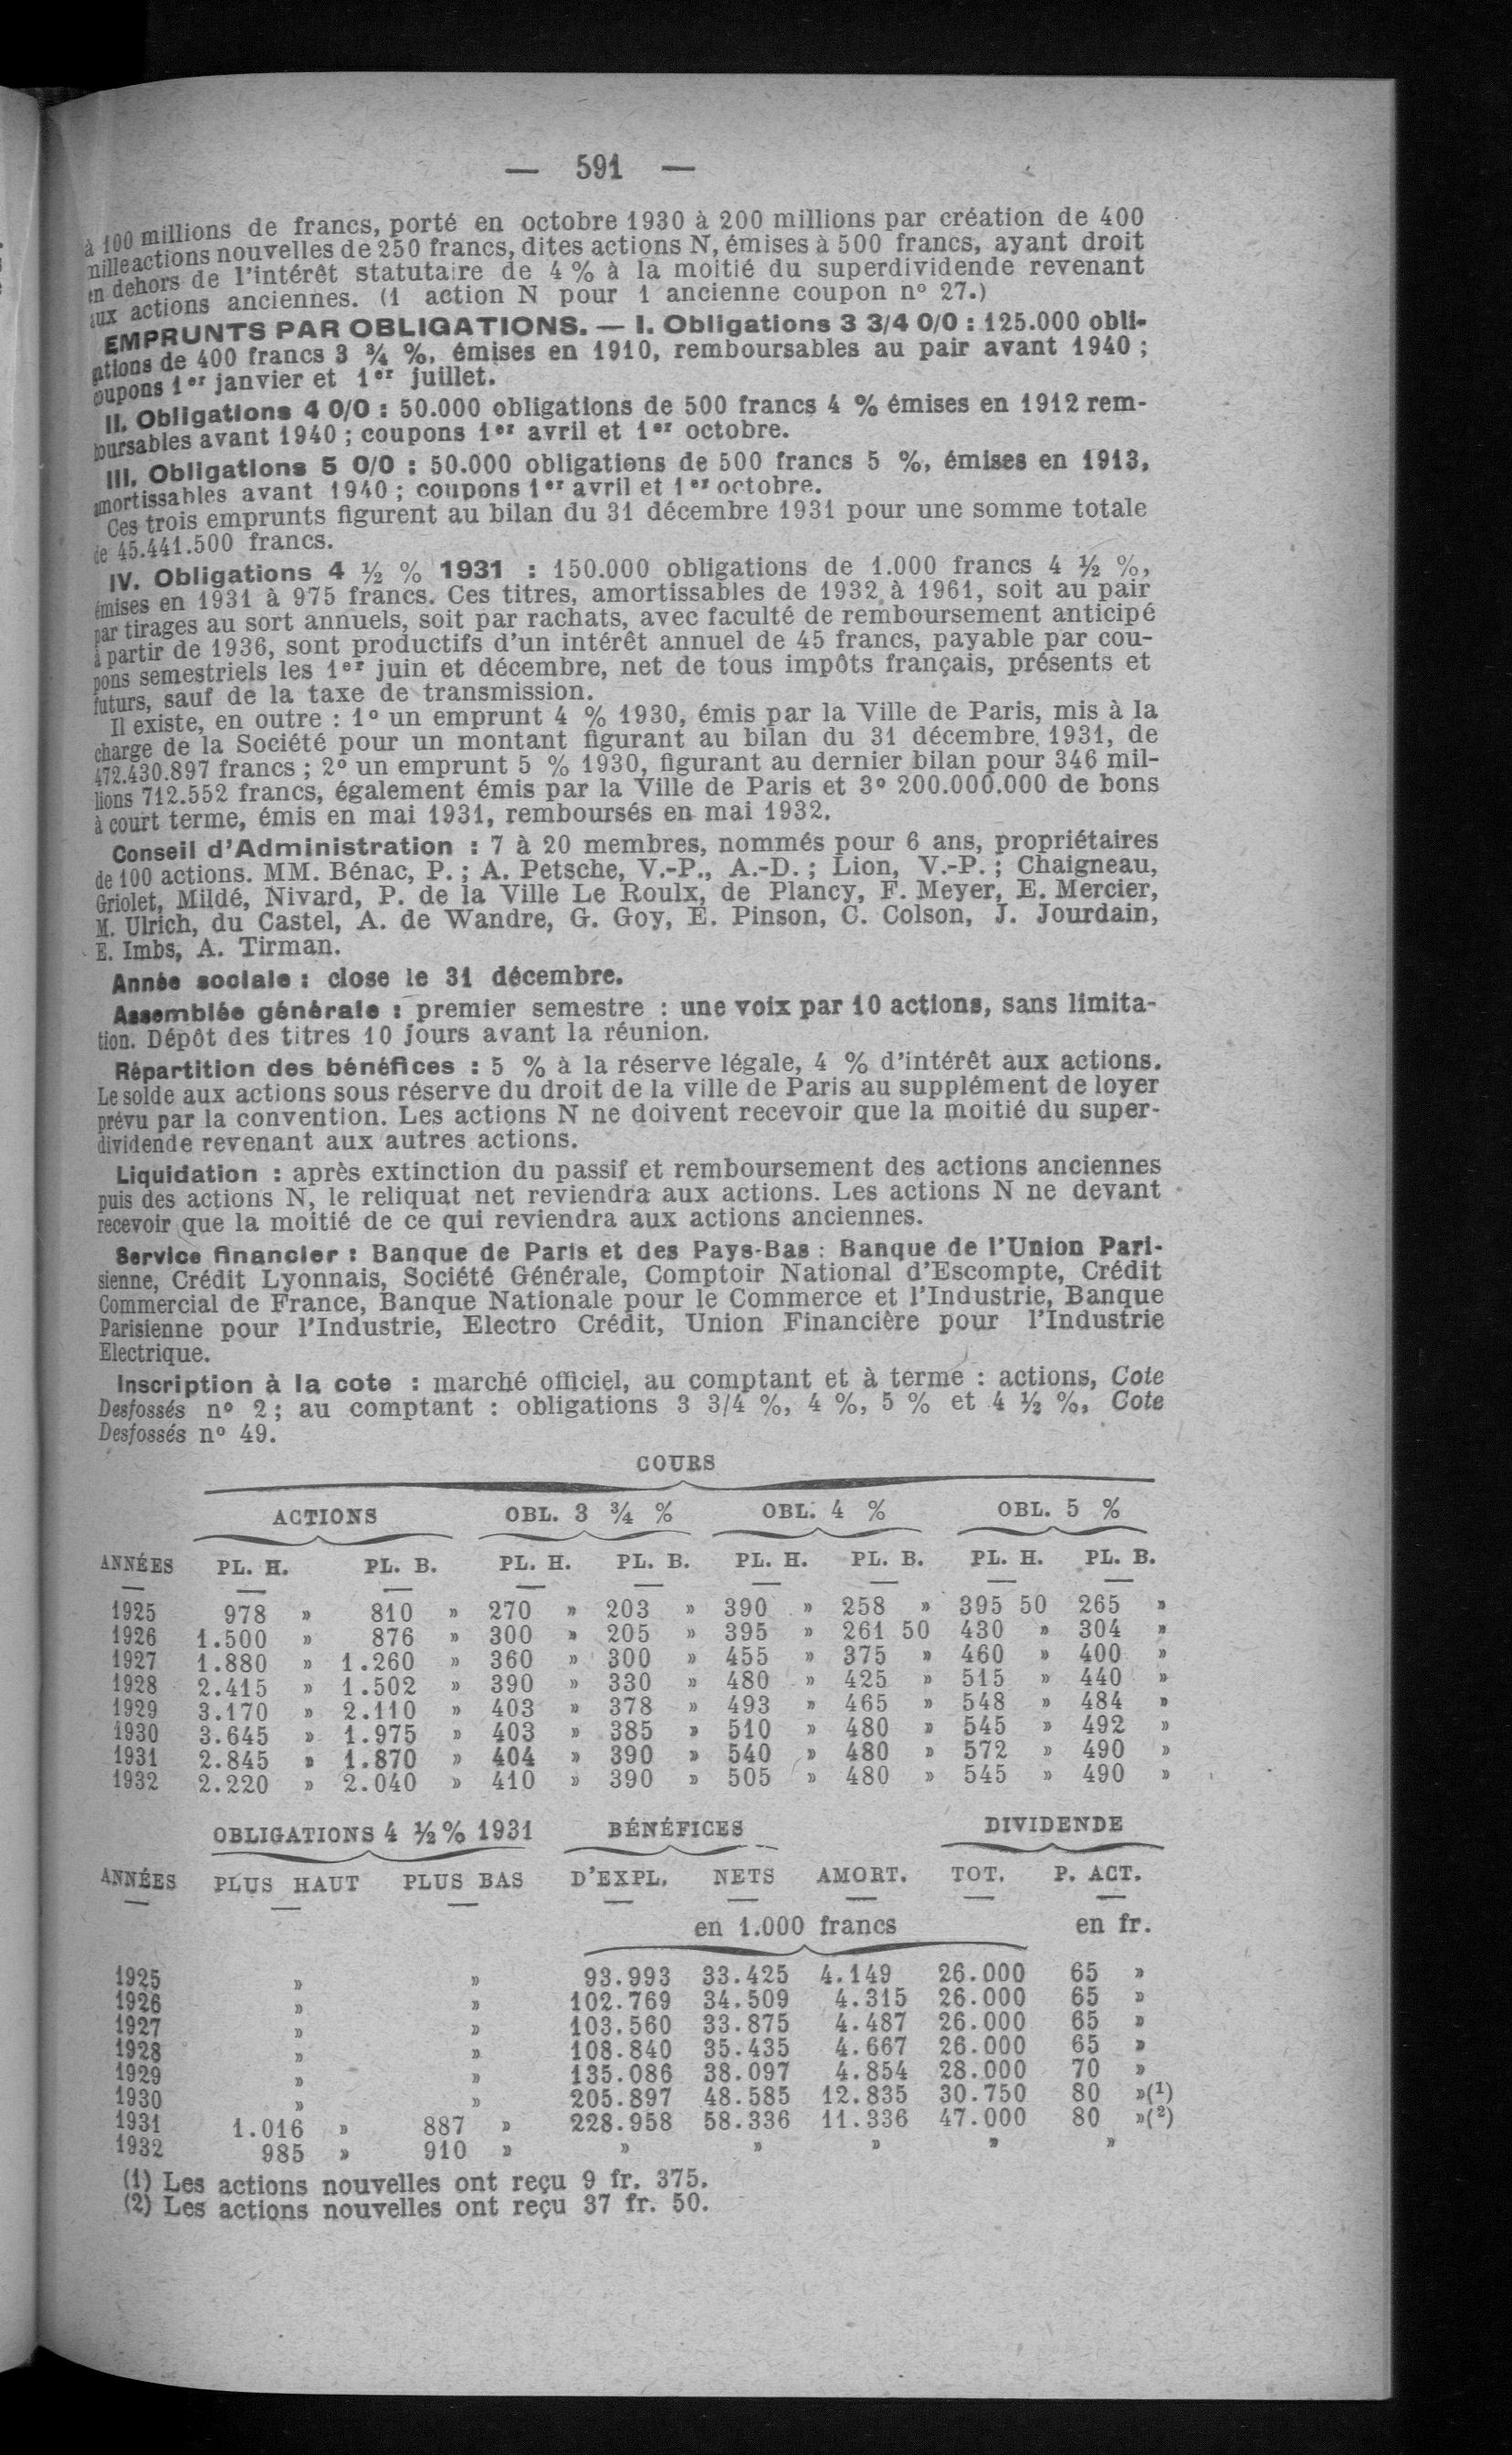 — 591 —
à 100 millions de francs, porté en octobre 1930 à 200 millions par création de 400
mille actions nouvelles de 250 francs, dites actions N, émises à 500 francs, ayant droit
en dehors de l'intérêt statutaire de 4 % à la moitié du superdividende revenant
aux actions anciennes. (1 action N pour 1 ancienne coupon nº 27.)
EMPRUNTS PAR OBLIGATIONS. — I. Obligations 3 3/4 0/0 : 125.000 obli-
gations de 400 francs 3 ¾ %, émises en 1910, remboursables au pair avant 1940 ;
coupons 1er janvier et 1er juillet.
II. Obligations 4 0/0 : 50.000 obligations de 500 francs 4 % émises en 1912 rem-
boursables avant 1940 ; coupons 1er avril et 1er octobre.
III. Obligations 5 0/0 : 50.000 obligations de 500 francs 5 %, émises en 1913,
amortissables avant 1940 ; coupons 1er avril et 1er octobre.
Ces trois emprunts figurent au bilan du 31 décembre 1931 pour une somme totale
de 45.441.500 francs.
IV. Obligations 4 ½ % 1931 : 150.000 obligations de 1.000 francs 4 ½ %,
émises en 1931 à 975 francs. Ces titres, amortissables de 1932 à 1961, soit au pair
par tirages au sort annuels, soit par rachats, avec faculté de remboursement anticipé
à partir de 1936, sont productifs d'un intérêt annuel de 45 francs, payable par cou-
pons semestriels les 1er juin et décembre, net de tous impôts français, présents et
futurs, sauf de la taxe de transmission.
Il existe, en outre : 1º un emprunt 4 % 1930, émis par la Ville de Paris, mis à la
charge de la Société pour un montant figurant au bilan du 31 décembre 1931, de
472.430.897 francs ; 2º un emprunt 5 % 1930, figurant au dernier bilan pour 346 mil-
lions 712.552 francs, également émis par la Ville de Paris et 3º 200.000.000 de bons
à court terme, émis en mai 1931, remboursés en mai 1932.
Conseil d'Administration : 7 à 20 membres, nommés pour 6 ans, propriétaires
de 100 actions. MM. Bénac, P. ; A. Petsche, V.-P., A.-D. ; Lion, V.-P. ; Chaigneau,
Griolet, Mildé, Nivard, P. de la Ville Le Roulx, de Plancy, F. Meyer, E. Mercier,
M. Ulrich, du Castel, A. de Wandre, G. Goy, E. Pinson, C. Colson, J. Jourdain,
E. Imbs, A. Tirman.
Année sociale : close le 31 décembre.
Assemblée générale : premier semestre : une voix par 10 actions, sans limita-
tion. Dépôt des titres 10 jours avant la réunion.
Répartition des bénéfices : 5 % à la réserve légale, 4 % d'intérêt aux actions.
Le solde aux actions sous réserve du droit de la ville de Paris au supplément de loyer
prévu par la convention. Les actions N ne doivent recevoir que la moitié du super-
dividende revenant aux autres actions.
Liquidation : après extinction du passif et remboursement des actions anciennes
puis des actions N, le reliquat net reviendra aux actions. Les actions N ne devant
recevoir que la moitié de ce qui reviendra aux actions anciennes.
Service financier : Banque de Paris et des Pays-Bas : Banque de l'Union Pari-
sienne, Crédit Lyonnais, Société Générale, Comptoir National d'Escompte, Crédit
Commercial de France, Banque Nationale pour le Commerce et l'Industrie, Banque
Parisienne pour l'Industrie, Electro Crédit, Union Financière pour l'Industrie
Electrique.
Inscription à la cote : marché officiel, au comptant et à terme : actions, Cote
Desfossés nº 2 ; au comptant : obligations 3 3/4 %, 4 %, 5 % et 4 ½ %, Cote
Desfossés nº 49.
COURS
ACTIONS OBL. 3 ¾ % OBL. 4 % OBL. 5 %
ANNÉES PL. H. PL. B. PL. H. PL. B. PL. H. PL. B. PL. H. PL. B.
1925 978 » 810 » 270 » 203 » 390 » 258 » 395 50 265 »
1926 1.500 » 876 » 300 » 205 » 395 » 261 50 430 » 304 »
1927 1.880 » 1.260 » 360 » 300 » 455 » 375 » 460 » 400 »
1928 2.415 » 1.502 » 390 » 330 » 480 » 425 » 515 » 440 »
1929 3.170 » 2.110 » 403 » 378 » 493 » 465 » 548 » 484 »
1930 3.645 » 1.975 » 403 » 385 » 510 » 480 » 545 » 492 »
1931 2.845 » 1.870 » 404 » 390 » 540 » 480 » 572 » 490 »
1932 2.220 » 2.040 » 410 » 390 » 505 » 480 » 545 » 490 »
OBLIGATIONS 4 ½ % 1931 BÉNÉFICES DIVIDENDE
ANNÉES PLUS HAUT PLUS BAS D'EXPL. NETS AMORT. TOT. P. ACT.
en 1.000 francs en fr.
1925 » » 93.993 33.425 4.149 26.000 65 »
1926 » » 102.769 34.509 4.315 26.000 65 »
1927 » » 103.560 33.875 4.487 26.000 65 »
1928 » » 108.840 35.435 4.667 26.000 65 »
1929 » » 135.086 38.097 4.854 28.000 70 »
1930 » » 205.897 48.585 12.835 30.750 80 »(1)
1931 1.016 » 887 » 228.958 58.336 11.336 47.000 80 »(2)
1932 985 » 910 » » » » » »
(1) Les actions nouvelles ont reçu 9 fr. 375.
(2) Les actions nouvelles ont reçu 37 fr. 50.